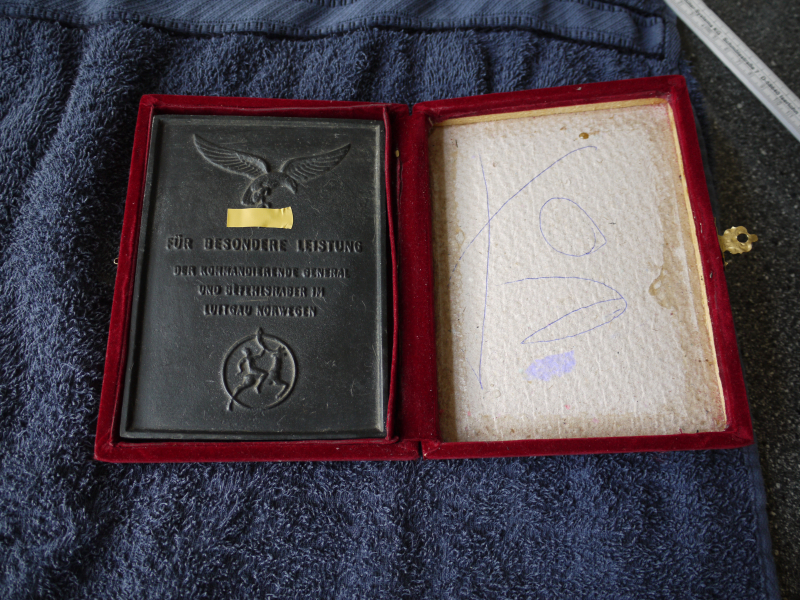 FÜR BESONDERE LEISTUNG
DER KOMMANDIERENDE GENERAL
UND BEFEHLSHABER IM
LUFTGAU NORWEGEN